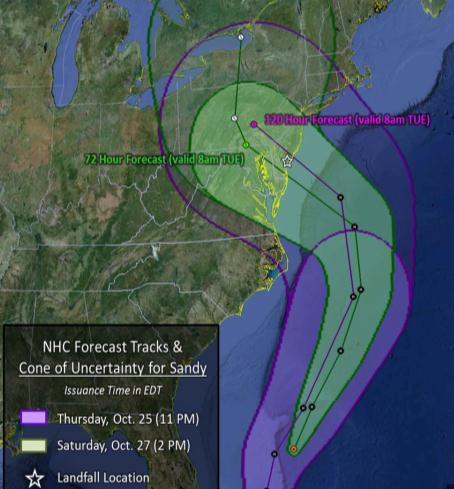 120 Hour Forecast (valid 8am TUE)
72 Hour Forecast (valid 8am TUE)
NHC Forecast Tracks &
Cone of Uncertainty for Sandy
Issuance Time in EDT
Thursday, Oct. 25 (11 PM)
Saturday, Oct. 27 (2 PM)
Landfall Location